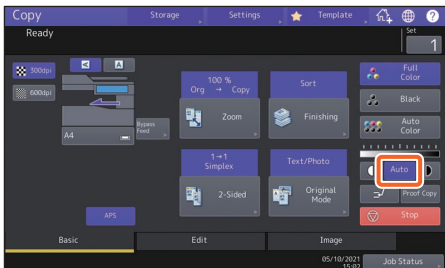 Copy
Storage
Settings
Template
?
Ready
Set
1
300dpi
600dpi
A
A
A4
Bypass
Feed
APS
100 %
Org → Copy
Zoom
Sort
Finishing
1→1
Simplex
2-Sided
Text/Photo
Original
Mode
Full
Color
Black
Auto
Color
Auto
Proof Copy
Stop
Basic
Edit
Image
05/10/2021
15:02
Job Status